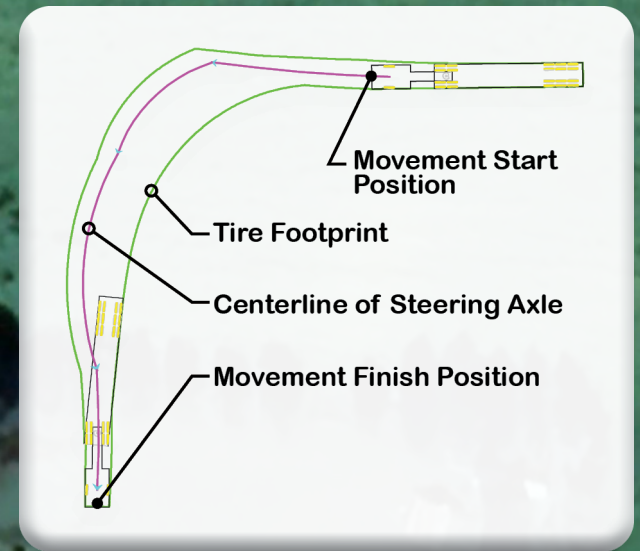 Movement Start
Position
Tire Footprint
Centerline of Steering Axle
Movement Finish Position